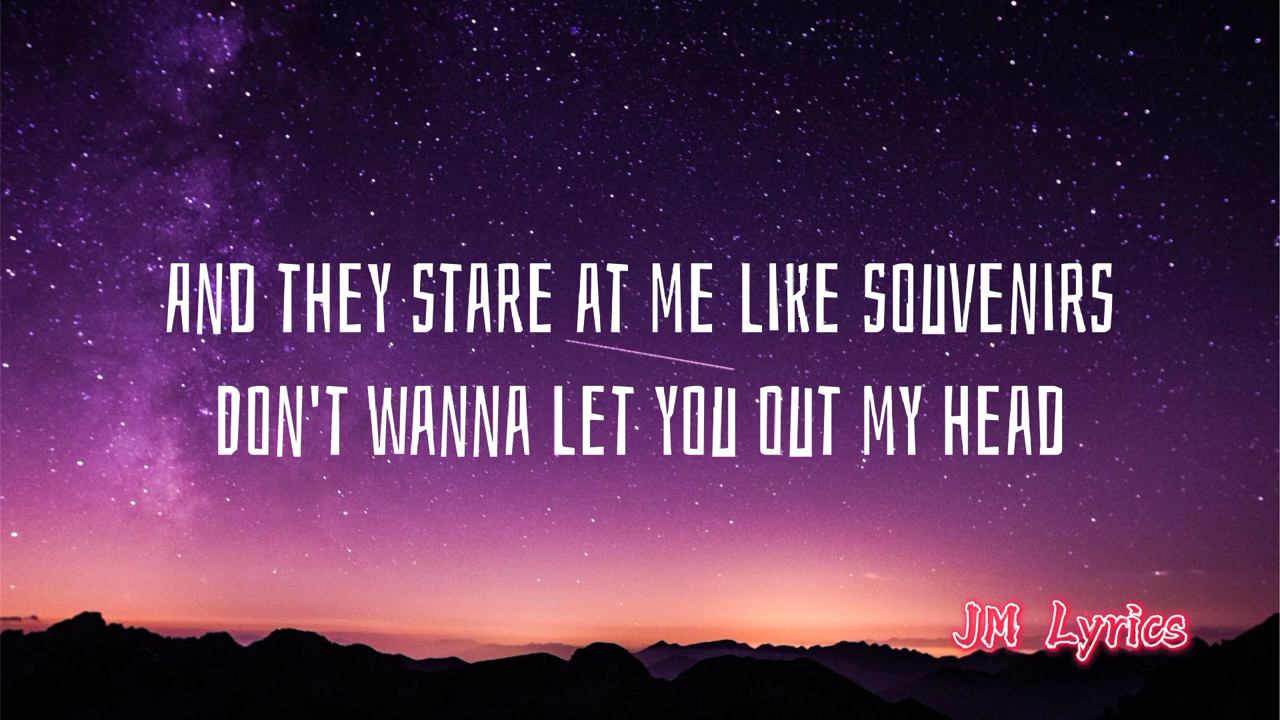 AND THEY STARE AT ME LIKE SOUVENIRS
DON'T WANNA LET YOU OUT MY HEAD
JM Lyrics